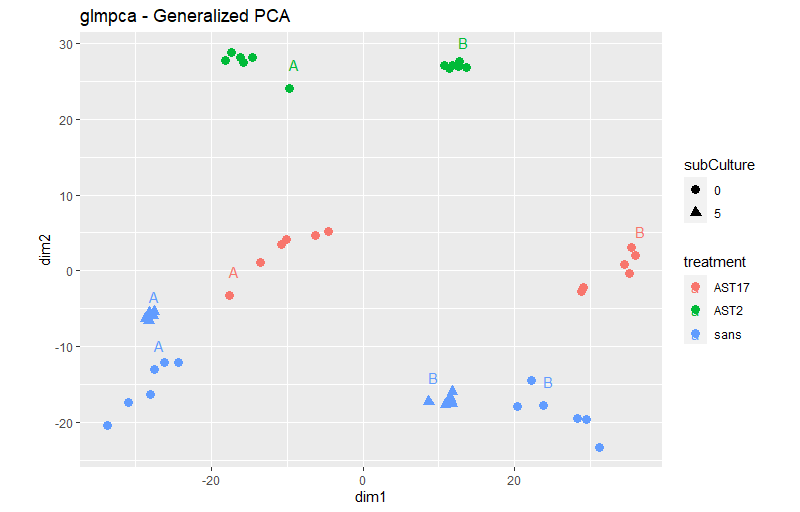 glmpca - Generalized PCA
30
20
10
0
-10
-20
dim2
A
B
A
B
A
A
B
B
-20
0
20
dim1
subCulture
0
5
treatment
a AST17
a AST2
a sans